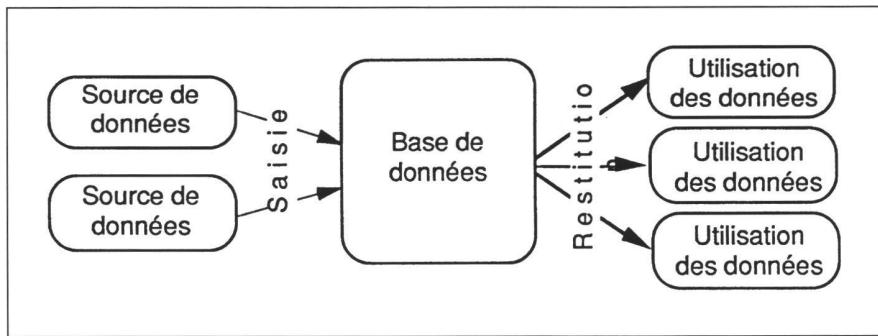 Source de
données
Source de
données
Saisie
Base de
données
Restitutio
n
Utilisation
des données
Utilisation
des données
Utilisation
des données